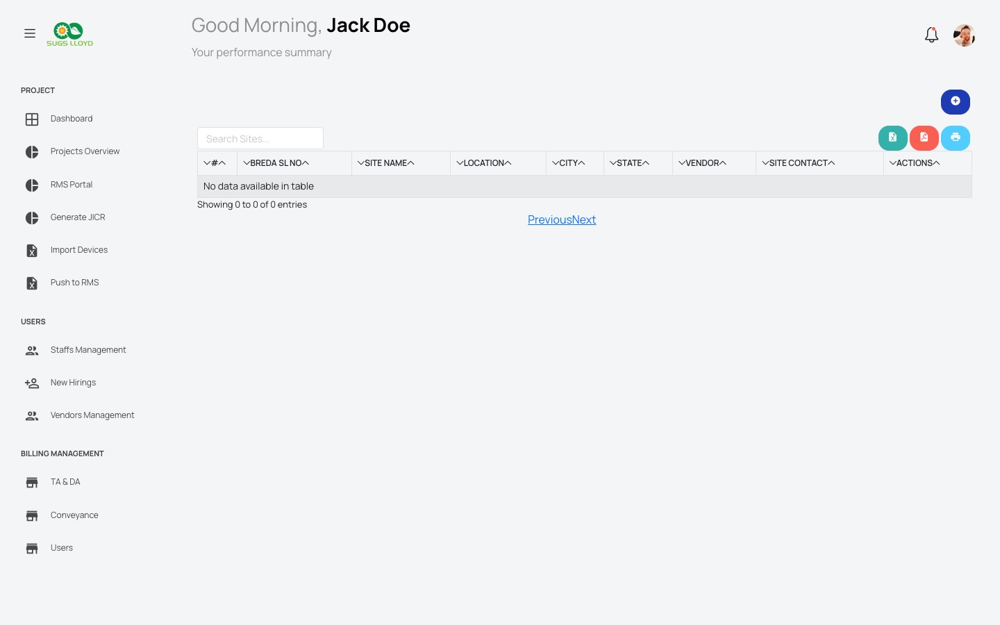 SUGS LLOYD
Good Morning, Jack Doe
Your performance summary
PROJECT
Dashboard
Projects Overview
RMS Portal
Generate JICR
Import Devices
Push to RMS
USERS
Staffs Management
New Hirings
Vendors Management
BILLING MANAGEMENT
TA & DA
Conveyance
Users
Search Sites...
# BREDA SL NO SITE NAME LOCATION CITY STATE VENDOR SITE CONTACT ACTIONS
No data available in table
Showing 0 to 0 of 0 entries
PreviousNext